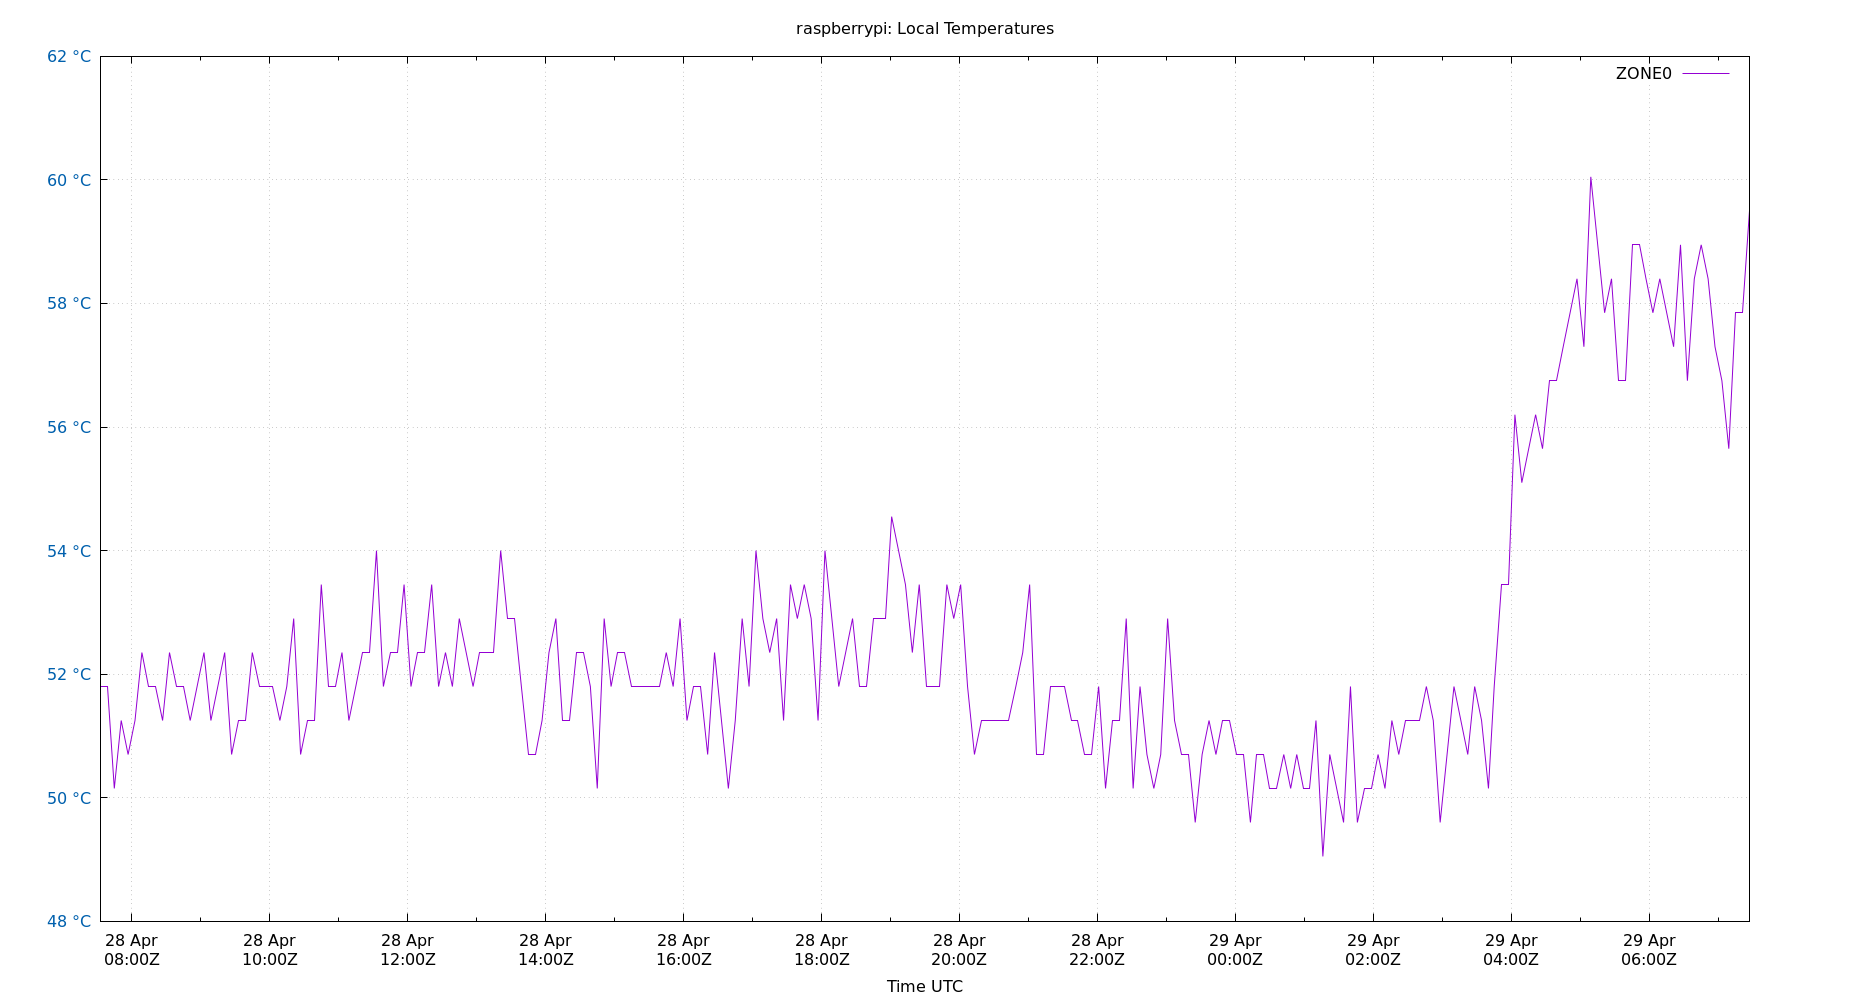 raspberrypi: Local Temperatures
62 °C
ZONE0
60 °C
58 °C
56 °C
54 °C
52 °C
50 °C
48 °C
28 Apr 28 Apr 28 Apr 28 Apr 28 Apr 28 Apr 28 Apr 28 Apr 29 Apr 29 Apr 29 Apr 29 Apr
08:00Z 10:00Z 12:00Z 14:00Z 16:00Z 18:00Z 20:00Z 22:00Z 00:00Z 02:00Z 04:00Z 06:00Z
Time UTC